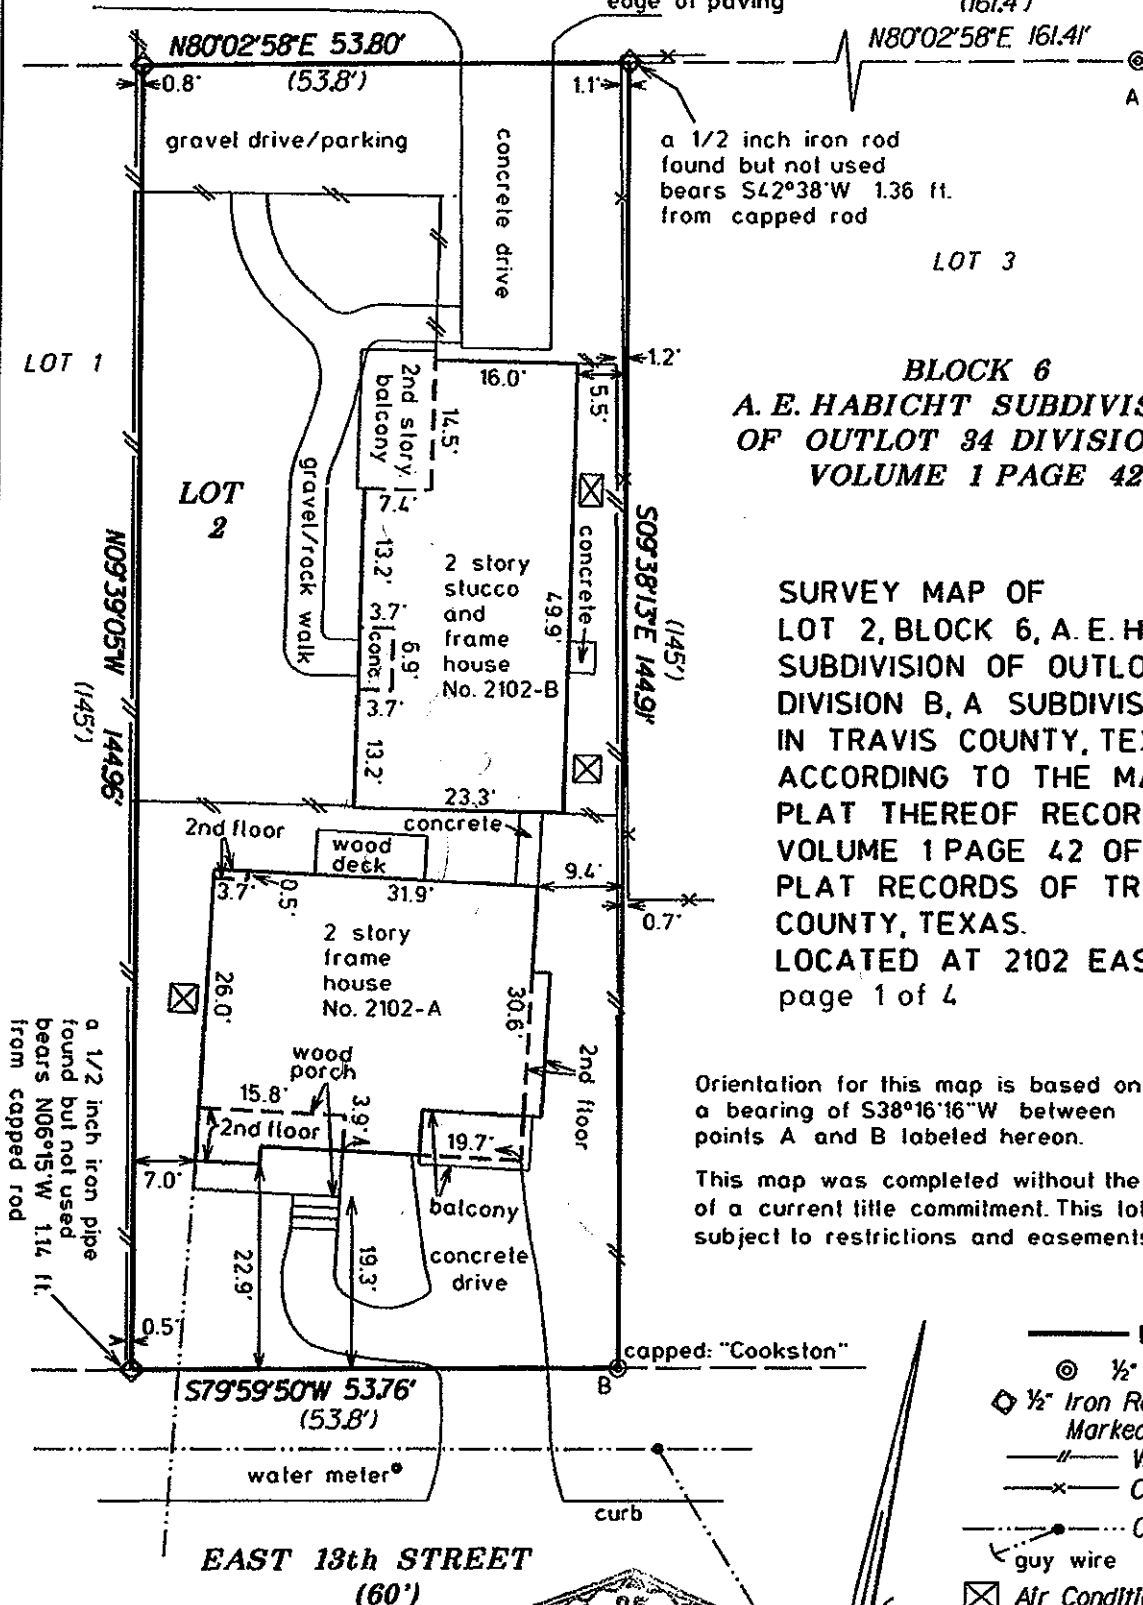 edge of paving
(161.4')
N80°02'58"E 53.80'
(53.8')
N80°02'58"E 161.41'
A
0.8'
1.1'
gravel drive/parking
concrete drive
a 1/2 inch iron rod
found but not used
bears S42°38'W 1.36 ft.
from capped rod
LOT 3
LOT 1
1.2'
16.0'
5.5'
2nd story
balcony
14.5'
7.4'
BLOCK 6
A. E. HABICHT SUBDIVIS
OF OUTLOT 34 DIVISIO
VOLUME 1 PAGE 42
LOT
2
gravel/rock walk
13.2'
3.7'
conc.
6.9'
3.7'
13.2'
2 story
stucco
and
frame
house
No. 2102-B
49.9'
concrete
S09°38'13"E 144.91'
(145')
N09°39'05"W 144.96'
(145')
SURVEY MAP OF
LOT 2, BLOCK 6, A. E. H
SUBDIVISION OF OUTLO
DIVISION B, A SUBDIVIS
IN TRAVIS COUNTY, TE
ACCORDING TO THE MA
PLAT THEREOF RECOR
VOLUME 1 PAGE 42 OF
PLAT RECORDS OF TR
COUNTY, TEXAS.
LOCATED AT 2102 EAS
page 1 of 4
23.3'
2nd floor
concrete
wood
deck
9.4'
3.7'
0.5'
31.9'
0.7'
2 story
frame
house
No. 2102-A
26.0'
30.6'
2nd floor
wood
porch
15.8'
3.9'
2nd floor
19.7'
7.0'
balcony
concrete
drive
22.9'
19.3'
a 1/2 inch iron pipe
found but not used
bears N06°15'W 1.14 ft.
from capped rod
Orientation for this map is based on
a bearing of S38°16'16"W between
points A and B labeled hereon.
This map was completed without the
of a current title commitment. This lot
subject to restrictions and easements
0.5'
capped: "Cookston"
B
S79°59'50"W 53.76'
(53.8')
water meter
curb
EAST 13th STREET
(60')
½"
½" Iron R
Marked
guy wire
Air Conditi